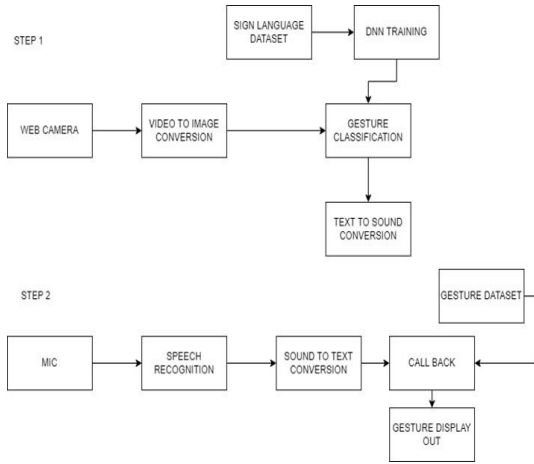 SIGN LANGUAGE
DATASET
DNN TRAINING
STEP 1
WEB CAMERA
VIDEO TO IMAGE
CONVERSION
GESTURE
CLASSIFICATION
TEXT TO SOUND
CONVERSION
STEP 2
GESTURE DATASET
MIC
SPEECH
RECOGNITION
SOUND TO TEXT
CONVERSION
CALL BACK
GESTURE DISPLAY
OUT